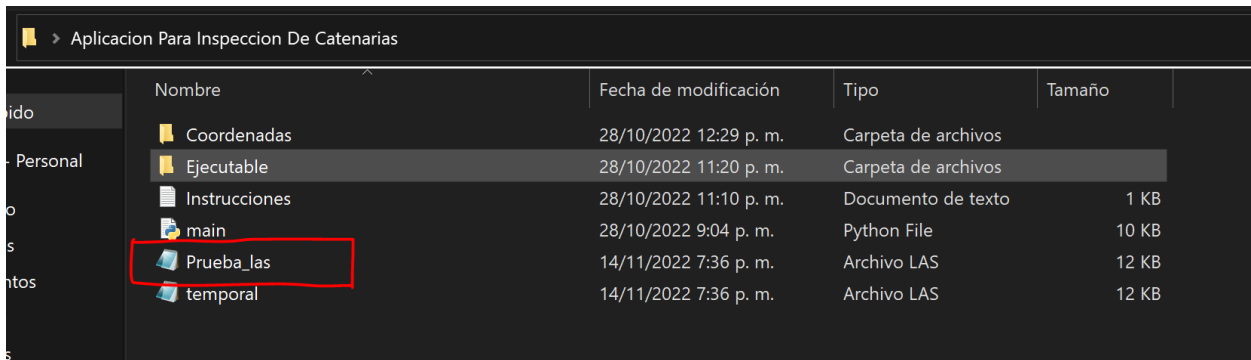 Aplicacion Para Inspeccion De Catenarias
Nombre Fecha de modificación Tipo Tamaño
ido
Coordenadas 28/10/2022 12:29 p. m. Carpeta de archivos
- Personal Ejecutable 28/10/2022 11:20 p. m. Carpeta de archivos
Instrucciones 28/10/2022 11:10 p. m. Documento de texto 1 KB
o
main 28/10/2022 9:04 p. m. Python File 10 KB
s
Prueba_las 14/11/2022 7:36 p. m. Archivo LAS 12 KB
ntos
temporal 14/11/2022 7:36 p. m. Archivo LAS 12 KB
s